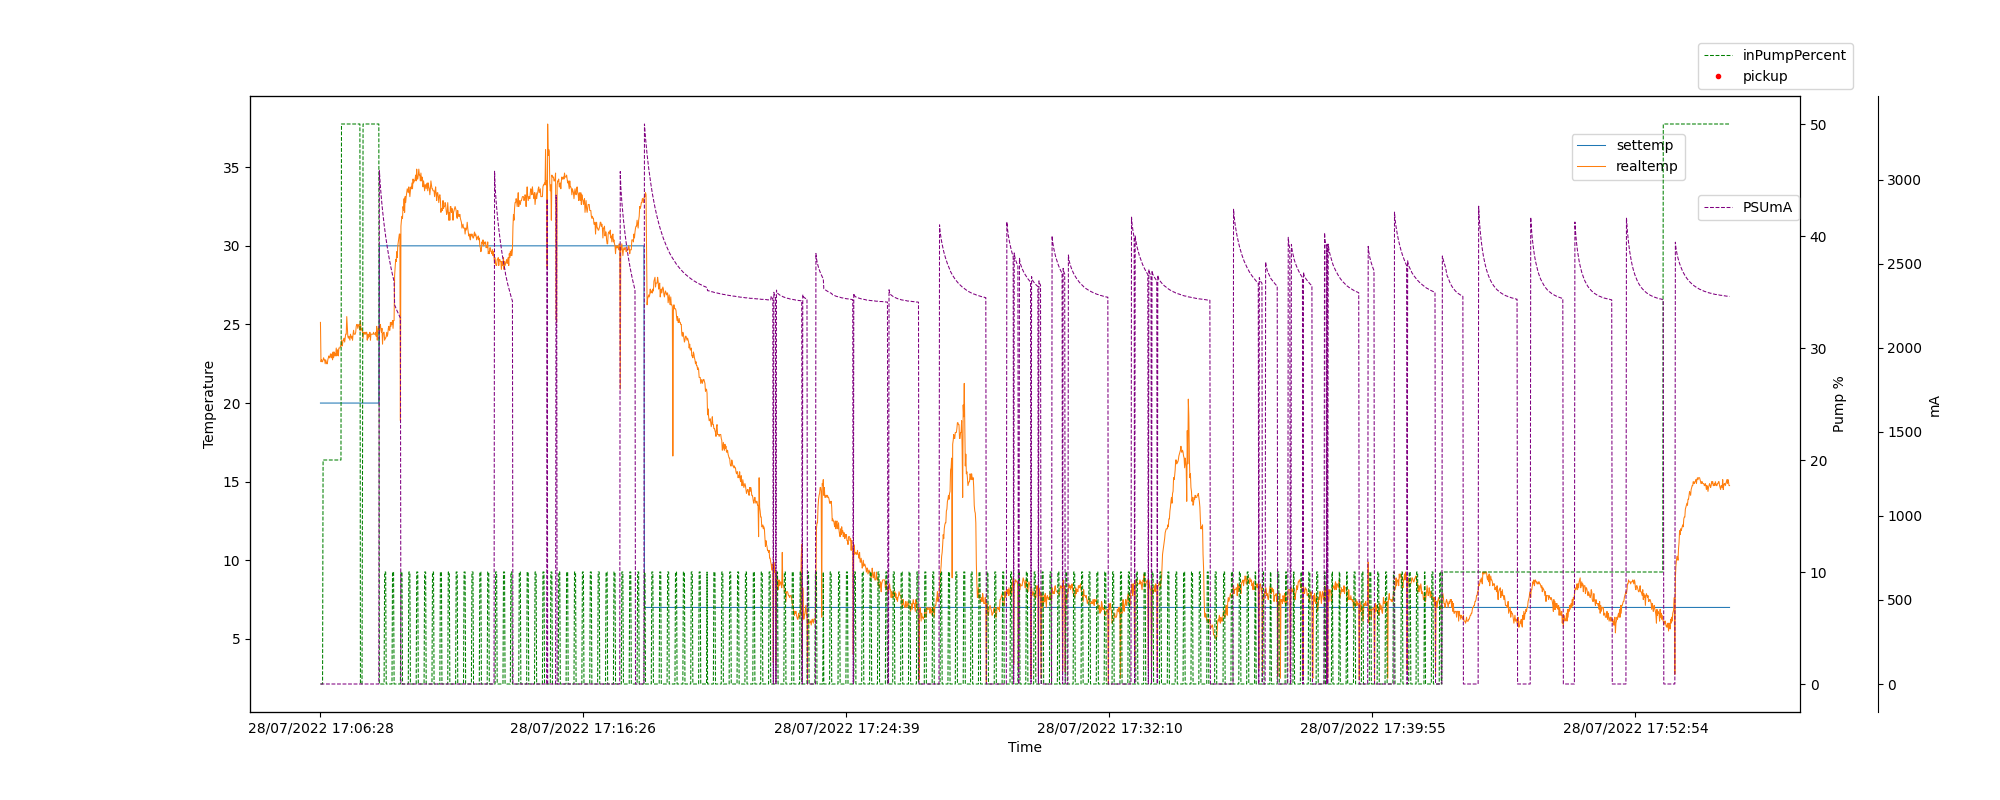 inPumpPercent
pickup
settemp
realtemp
PSUmA
35
30
25
20
15
10
5
Temperature
50
40
30
20
10
0
Pump %
3000
2500
2000
1500
1000
500
0
mA
28/07/2022 17:06:28
28/07/2022 17:16:26
28/07/2022 17:24:39
28/07/2022 17:32:10
28/07/2022 17:39:55
28/07/2022 17:52:54
Time